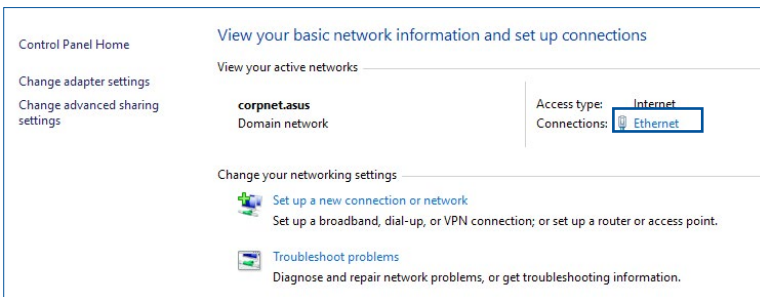 Control Panel Home
Change adapter settings
Change advanced sharing
settings
View your basic network information and set up connections
View your active networks
corpnet.asus
Domain network
Access type: Internet
Connections: Ethernet
Change your networking settings
Set up a new connection or network
Set up a broadband, dial-up, or VPN connection; or set up a router or access point.
Troubleshoot problems
Diagnose and repair network problems, or get troubleshooting information.